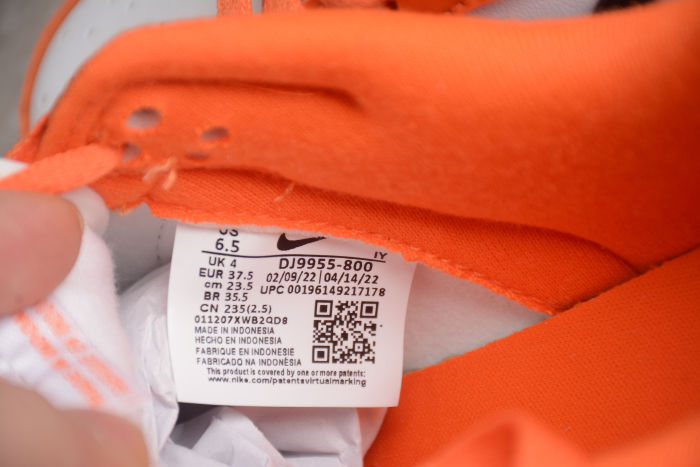 US
6.5
IY
UK 4
DJ9955-800
EUR 37.5
02/09/22 | 04/14/22
cm 23.5
UPC 00196149217178
BR 35.5
CN 235(2.5)
011207XWB2QD8
MADE IN INDONESIA
HECHO EN INDONESIA
FABRIQUE EN INDONESIE
FABRICADO NA INDONÉSIA
This product is covered by one or more patents:
www.nike.com/patentsvirtualmarking